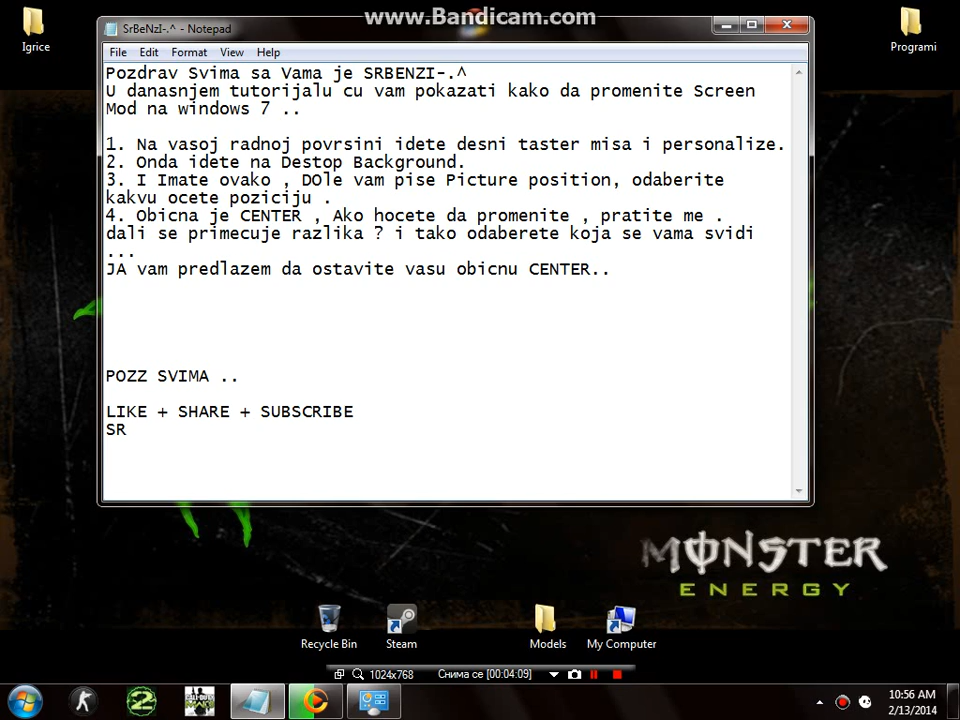 www.Bandicam.com
Igrice
Programi
SrBeNzI-.^ - Notepad
File Edit Format View Help
Pozdrav Svima sa Vama je SRBENZI-.^
U danasnjem tutorijalu cu vam pokazati kako da promenite Screen
Mod na windows 7 ..
1. Na vasoj radnoj povrsini idete desni taster misa i personalize.
2. Onda idete na Destop Background.
3. I Imate ovako , DOle vam pise Picture position, odaberite
kakvu ocete poziciju .
4. Obicna je CENTER , Ako hocete da promenite , pratite me .
dali se primecuje razlika ? i tako odaberete koja se vama svidi
...
JA vam predlazem da ostavite vasu obicnu CENTER..
POZZ SVIMA ..
LIKE + SHARE + SUBSCRIBE
SR
MONSTER
ENERGY
Recycle Bin
Steam
Models
My Computer
1024x768 Снима се [00:04:09]
10:56 AM
2/13/2014